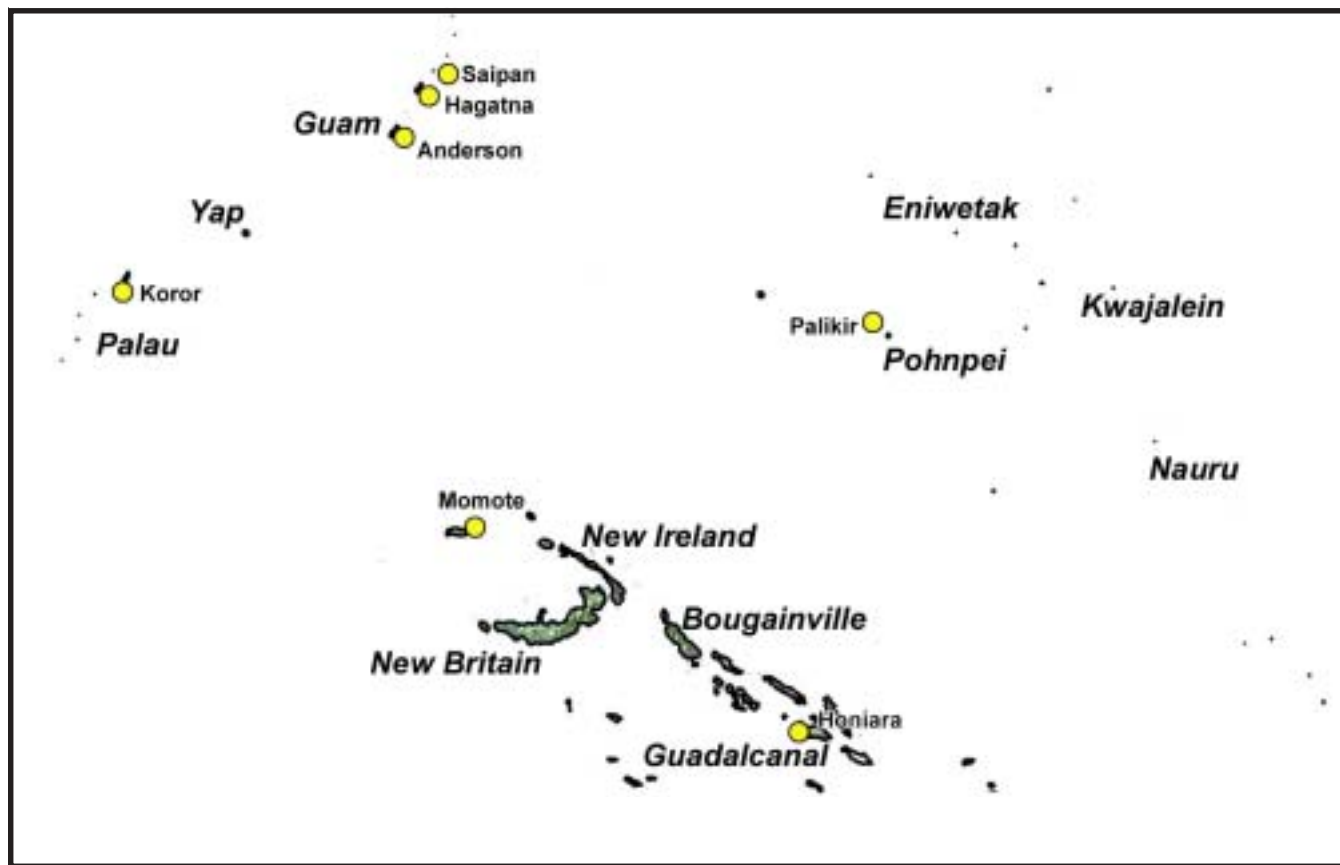 Saipan
Hagatna
Guam
Anderson
Yap
Eniwetak
Koror
Kwajalein
Palikir
Palau
Pohnpei
Nauru
Momote
New Ireland
Bougainville
New Britain
Honiara
Guadalcanal